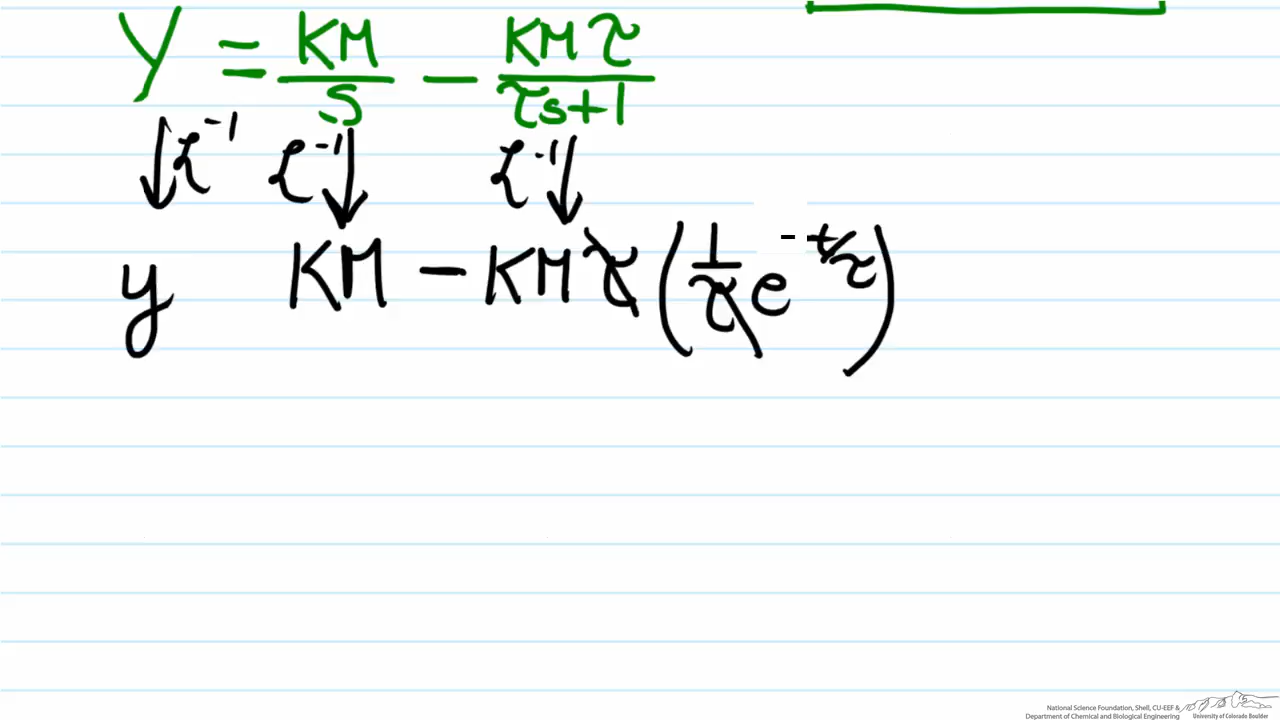 Y = KM/s − KMτ/τs+1
↓ℒ⁻¹ ℒ⁻¹↓ ℒ⁻¹↓
y KM − KMτ (1/τ e^-t/τ)
National Science Foundation, Shell, CU-EEF &
Department of Chemical and Biological Engineering
University of Colorado Boulder